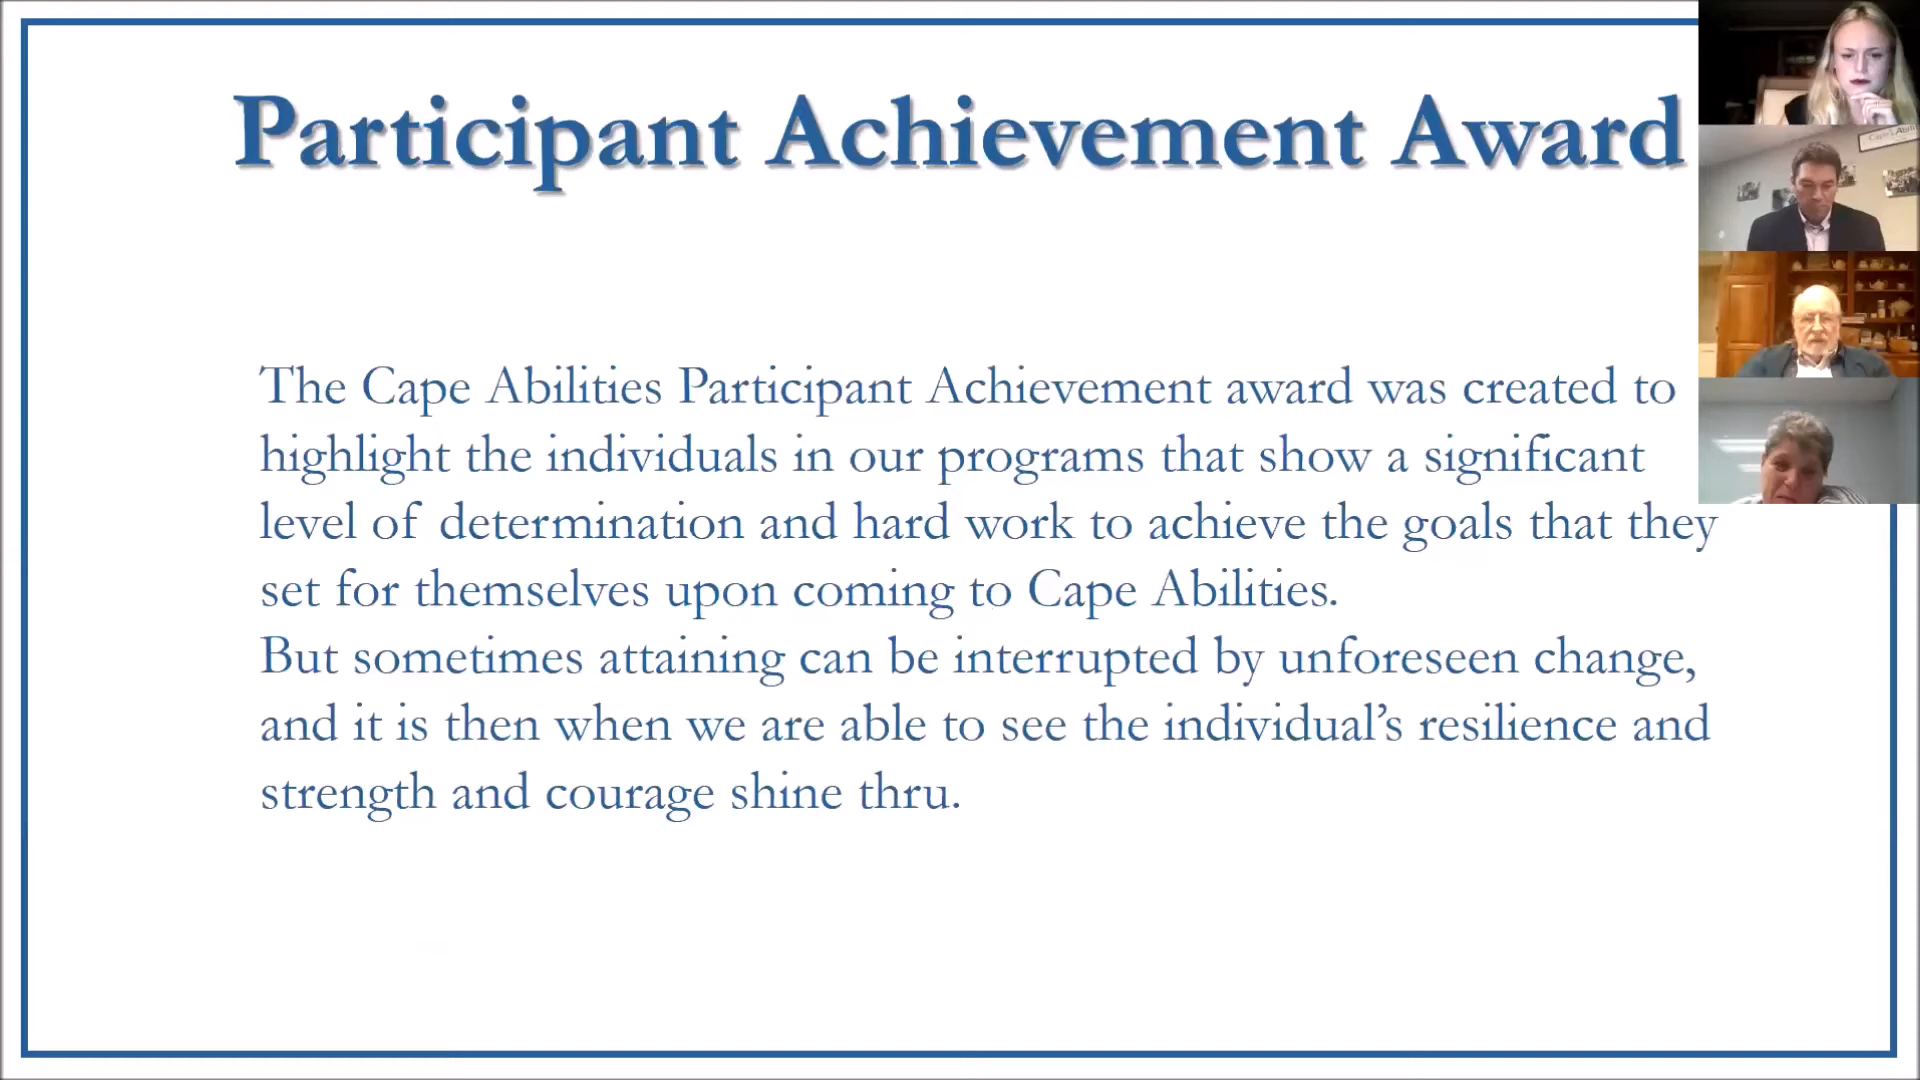 Participant Achievement Award
The Cape Abilities Participant Achievement award was created to
highlight the individuals in our programs that show a significant
level of determination and hard work to achieve the goals that they
set for themselves upon coming to Cape Abilities.
But sometimes attaining can be interrupted by unforeseen change,
and it is then when we are able to see the individual’s resilience and
strength and courage shine thru.